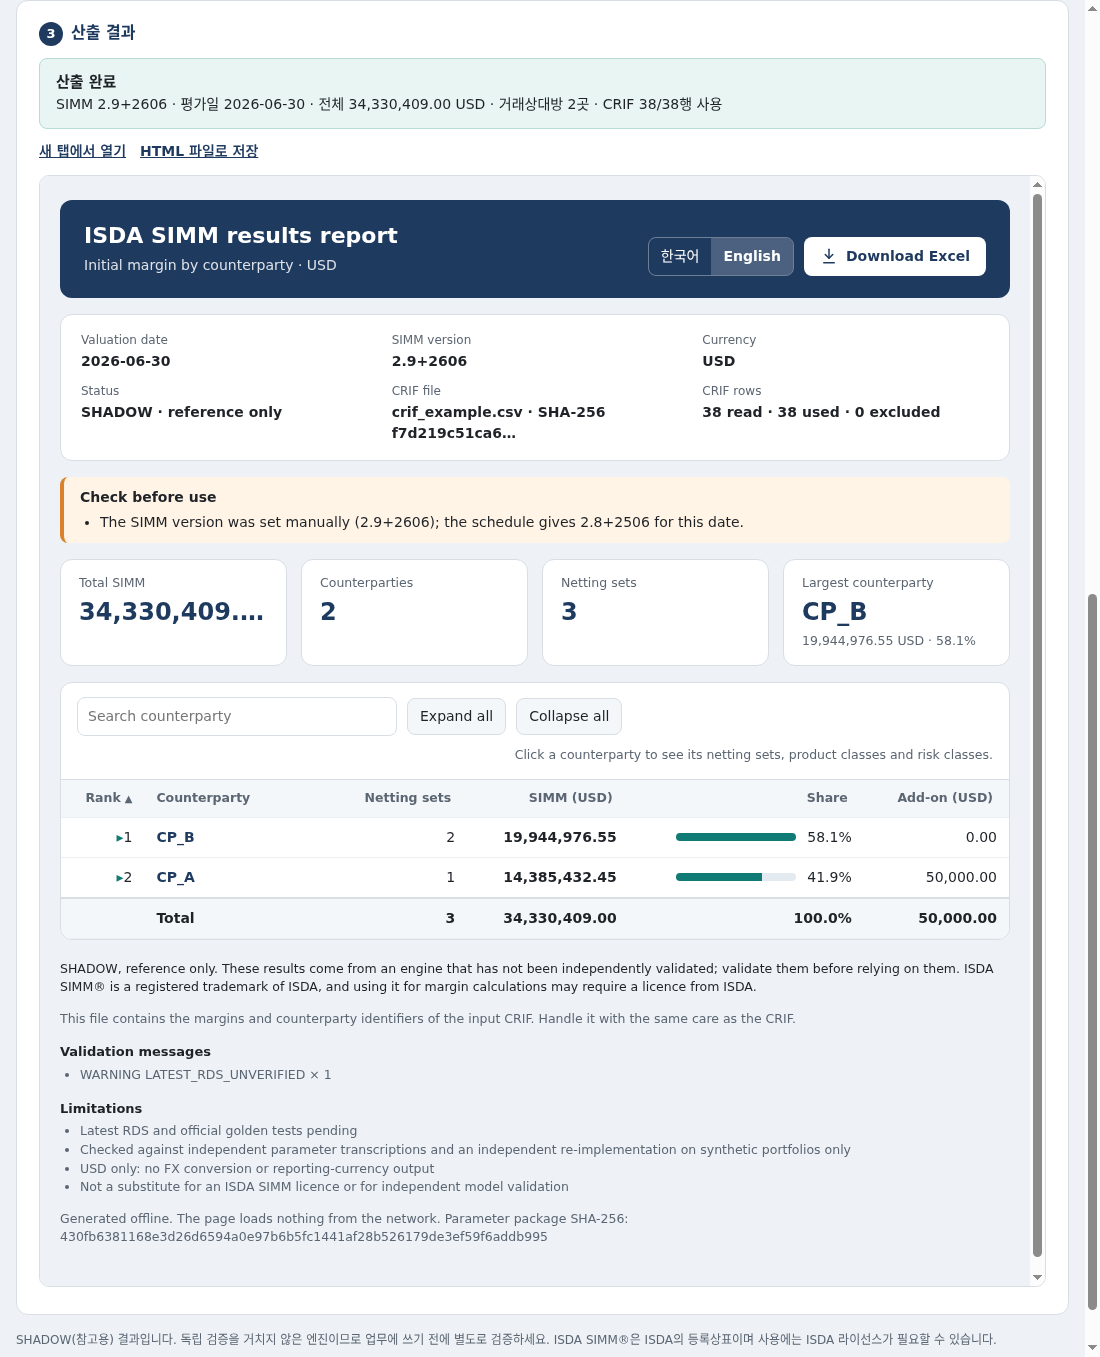 3 산출 결과
산출 완료
SIMM 2.9+2606 · 평가일 2026-06-30 · 전체 34,330,409.00 USD · 거래상대방 2곳 · CRIF 38/38행 사용
새 탭에서 열기 HTML 파일로 저장
ISDA SIMM results report
Initial margin by counterparty · USD
한국어 English Download Excel
Valuation date SIMM version Currency
2026-06-30 2.9+2606 USD
Status CRIF file CRIF rows
SHADOW · reference only crif_example.csv · SHA-256 38 read · 38 used · 0 excluded
f7d219c51ca6…
Check before use
• The SIMM version was set manually (2.9+2606); the schedule gives 2.8+2506 for this date.
Total SIMM Counterparties Netting sets Largest counterparty
34,330,409.… 2 3 CP_B
19,944,976.55 USD · 58.1%
Search counterparty Expand all Collapse all
Click a counterparty to see its netting sets, product classes and risk classes.
Rank ▲ Counterparty Netting sets SIMM (USD) Share Add-on (USD)
▸1 CP_B 2 19,944,976.55 58.1% 0.00
▸2 CP_A 1 14,385,432.45 41.9% 50,000.00
Total 3 34,330,409.00 100.0% 50,000.00
SHADOW, reference only. These results come from an engine that has not been independently validated; validate them before relying on them. ISDA
SIMM® is a registered trademark of ISDA, and using it for margin calculations may require a licence from ISDA.
This file contains the margins and counterparty identifiers of the input CRIF. Handle it with the same care as the CRIF.
Validation messages
• WARNING LATEST_RDS_UNVERIFIED × 1
Limitations
• Latest RDS and official golden tests pending
• Checked against independent parameter transcriptions and an independent re-implementation on synthetic portfolios only
• USD only: no FX conversion or reporting-currency output
• Not a substitute for an ISDA SIMM licence or for independent model validation
Generated offline. The page loads nothing from the network. Parameter package SHA-256:
430fb6381168e3d26d6594a0e97b6b5fc1441af28b526179de3ef59f6addb995
SHADOW(참고용) 결과입니다. 독립 검증을 거치지 않은 엔진이므로 업무에 쓰기 전에 별도로 검증하세요. ISDA SIMM®은 ISDA의 등록상표이며 사용에는 ISDA 라이선스가 필요할 수 있습니다.